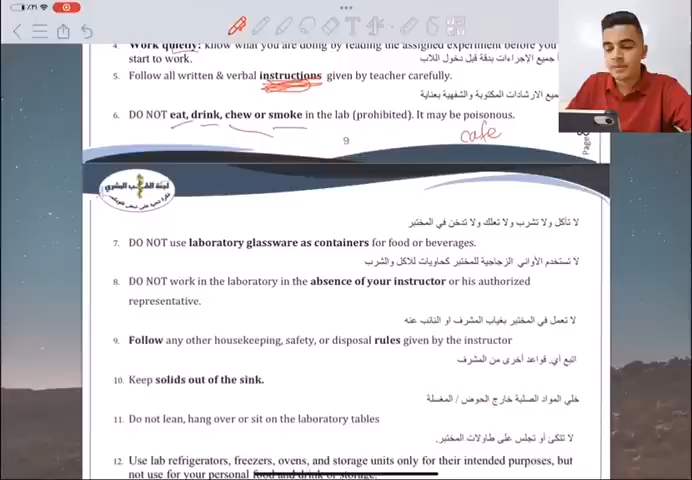 4. Work quietly: know what you are doing by reading the assigned experiment before you
start to work.
جميع الإجراءات بدقة قبل دخول اللاب
5. Follow all written & verbal instructions given by teacher carefully.
جميع الارشادات المكتوبة والشفهية بعناية
6. DO NOT eat, drink, chew or smoke in the lab (prohibited). It may be poisonous.
cafe
9
Page
لا تأكل ولا تشرب ولا تعلك ولا تدخن في المختبر
7. DO NOT use laboratory glassware as containers for food or beverages.
لا تستخدم الأواني الزجاجية للمختبر كحاويات للاكل والشرب
8. DO NOT work in the laboratory in the absence of your instructor or his authorized
representative.
لا تعمل في المختبر بغياب المشرف او النائب عنه
9. Follow any other housekeeping, safety, or disposal rules given by the instructor
اتبع أي قواعد أخرى من المشرف
10. Keep solids out of the sink.
خلي المواد الصلبة خارج الحوض / المغسلة
11. Do not lean, hang over or sit on the laboratory tables
لا تتكئ أو تجلس على طاولات المختبر.
12. Use lab refrigerators, freezers, ovens, and storage units only for their intended purposes, but
not use for your personal food and drink or storage.